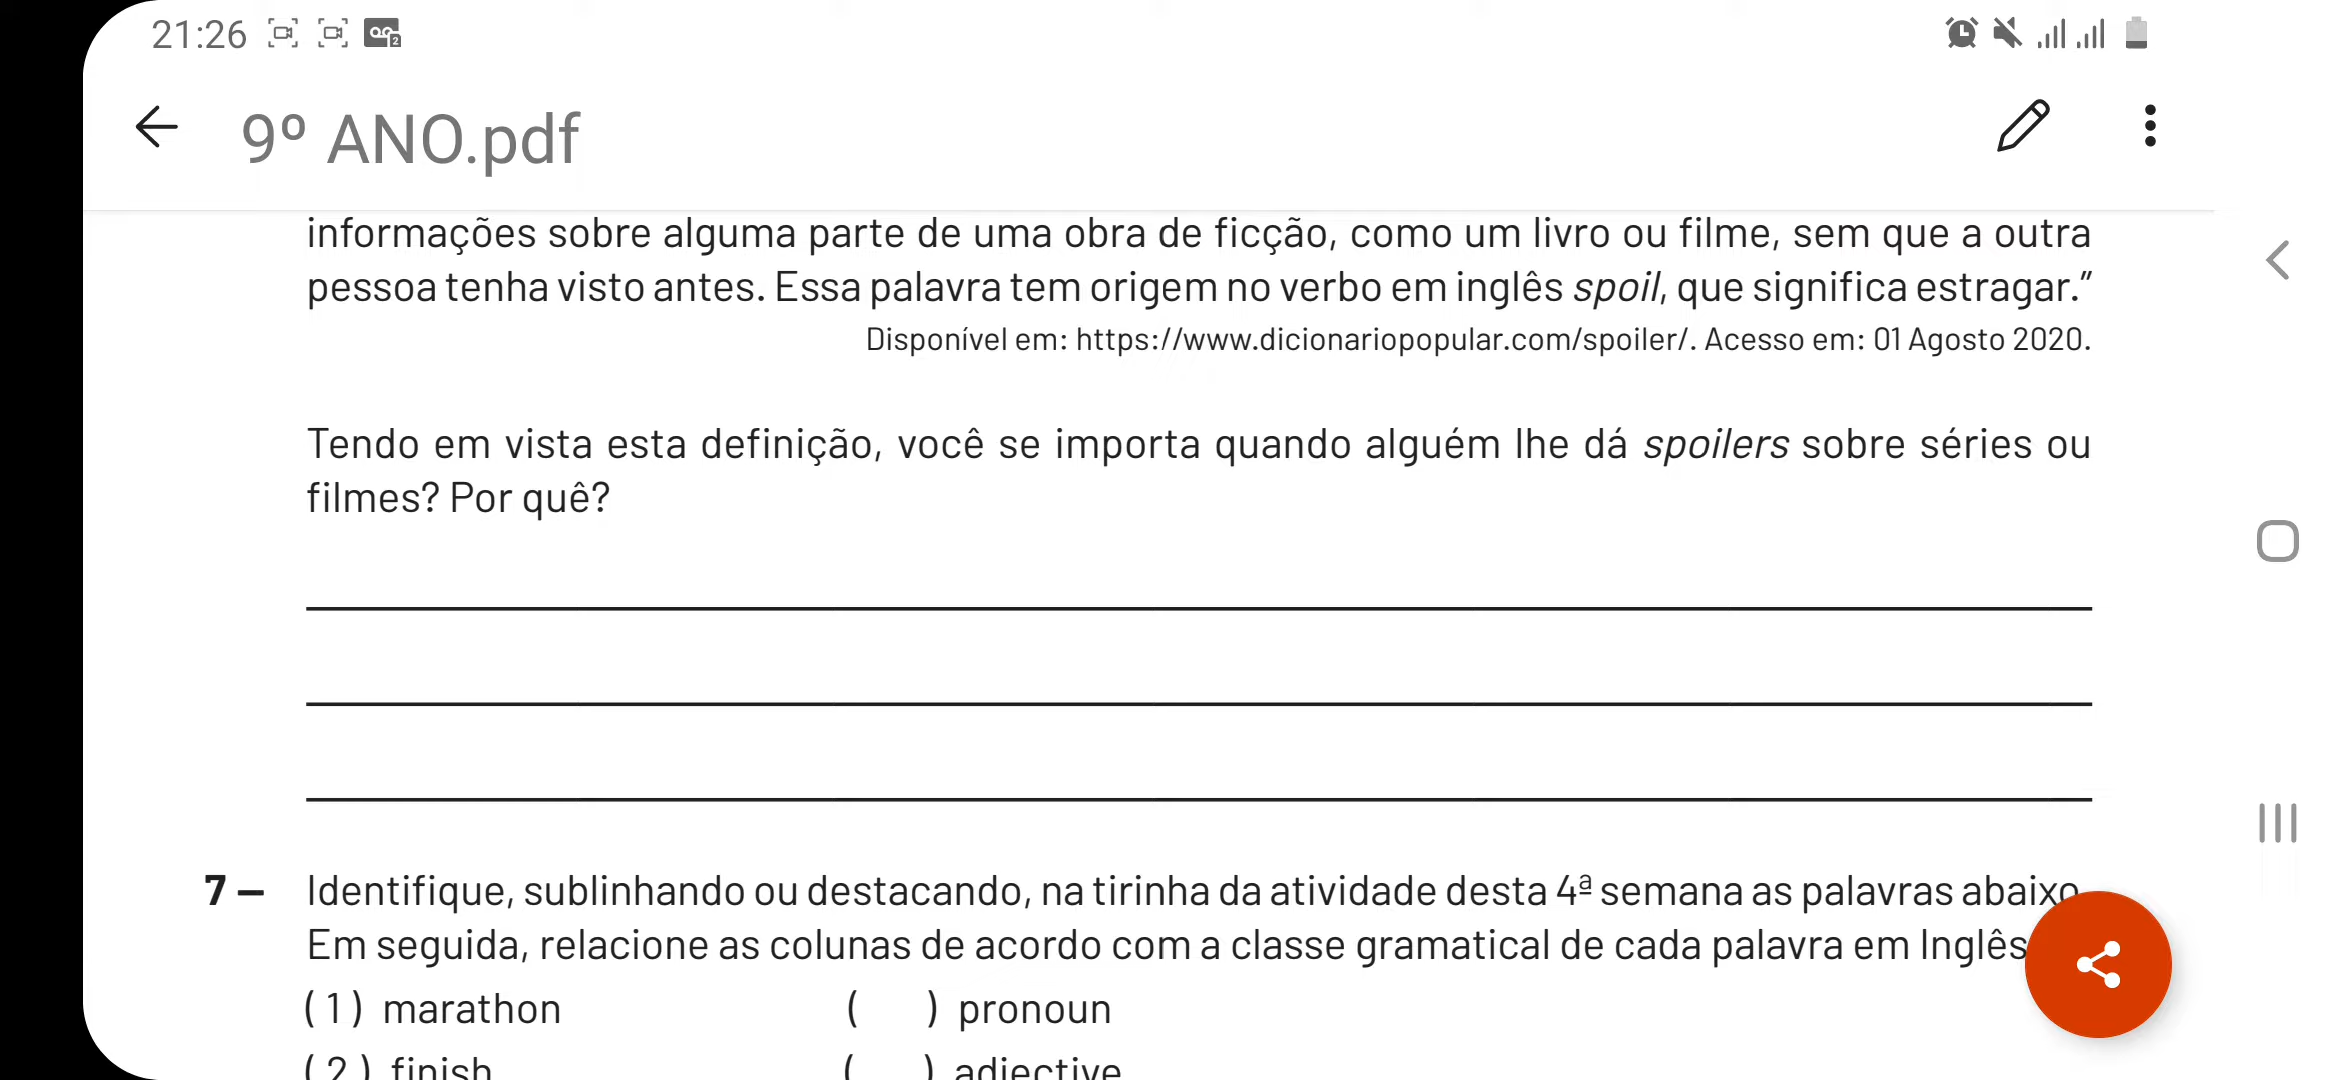 21:26
9º ANO.pdf
informações sobre alguma parte de uma obra de ficção, como um livro ou filme, sem que a outra
pessoa tenha visto antes. Essa palavra tem origem no verbo em inglês spoil, que significa estragar.”
Disponível em: https://www.dicionariopopular.com/spoiler/. Acesso em: 01 Agosto 2020.
Tendo em vista esta definição, você se importa quando alguém lhe dá spoilers sobre séries ou
filmes? Por quê?
7 – Identifique, sublinhando ou destacando, na tirinha da atividade desta 4ª semana as palavras abaixo
Em seguida, relacione as colunas de acordo com a classe gramatical de cada palavra em Inglês
( 1 ) marathon ( ) pronoun
( 2 ) finish ( ) adjective